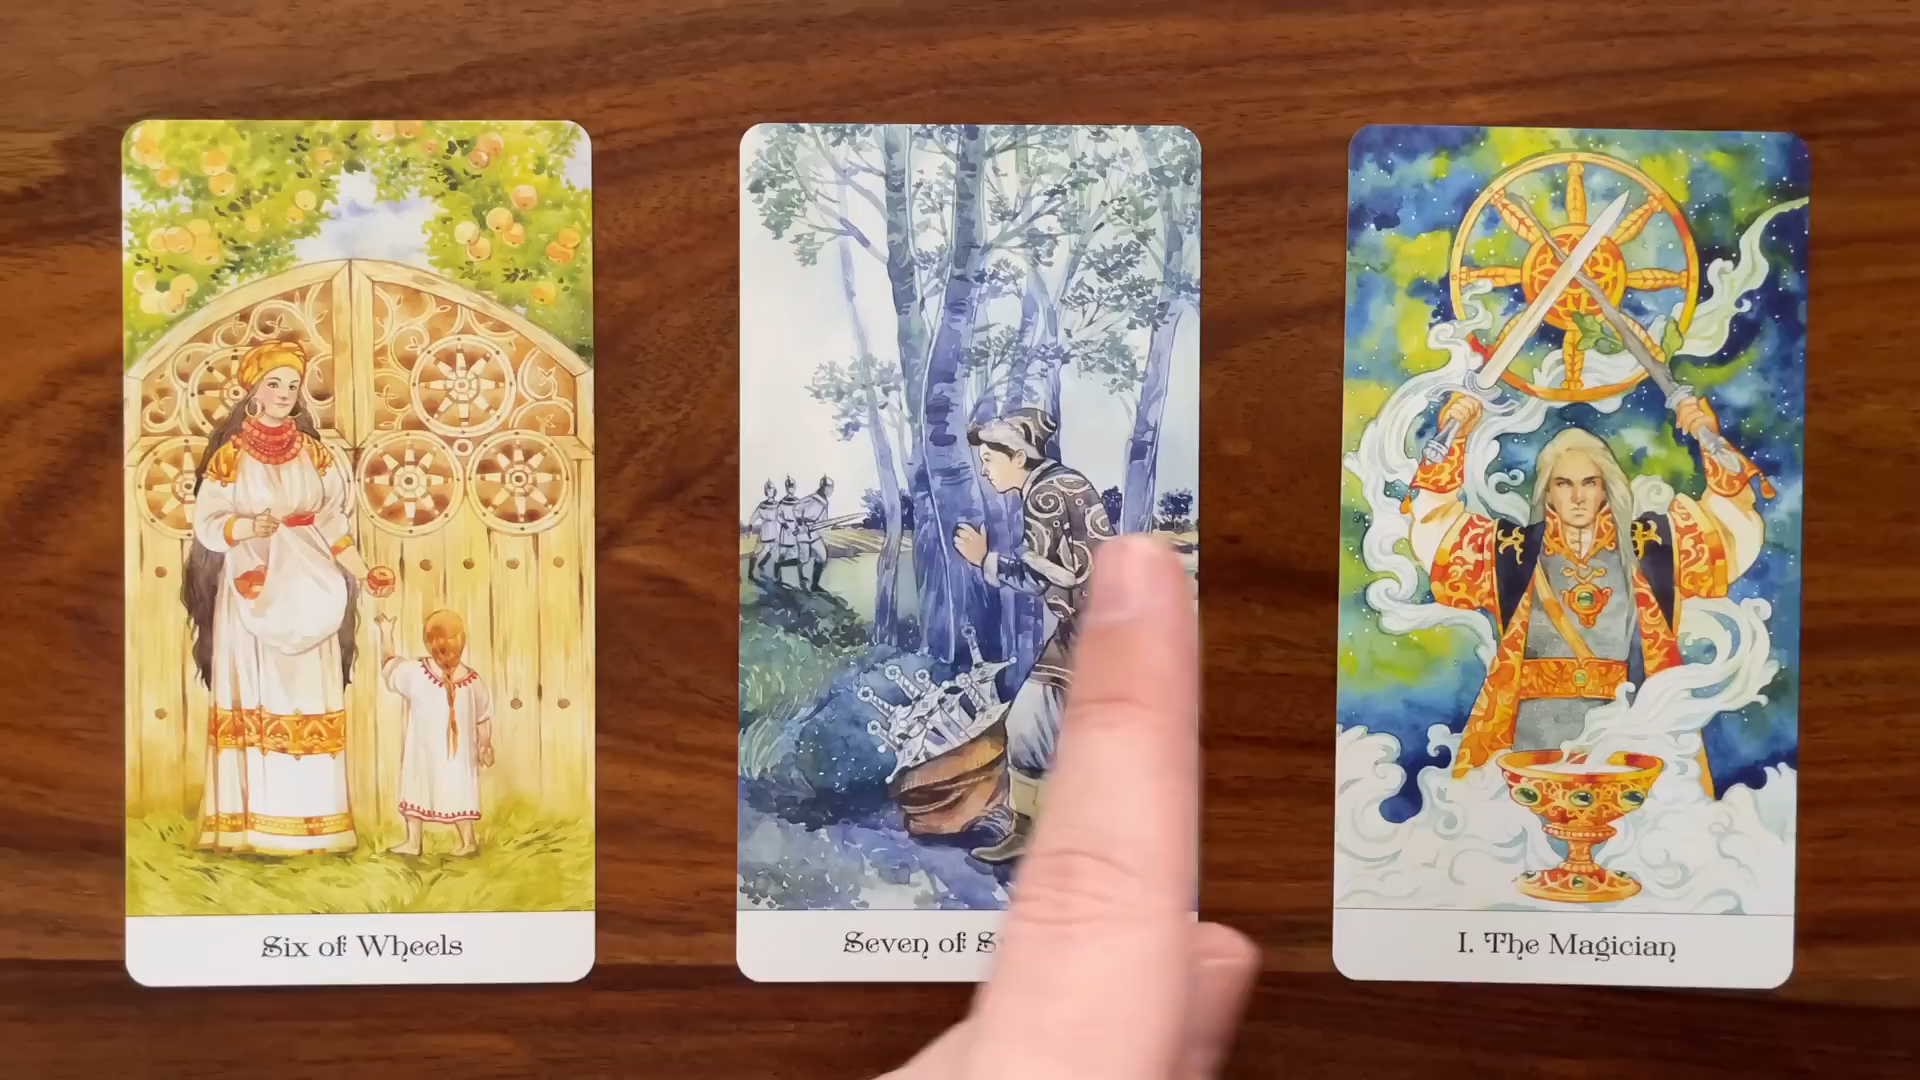 Six of Wheels
Seven of
I. The Magician